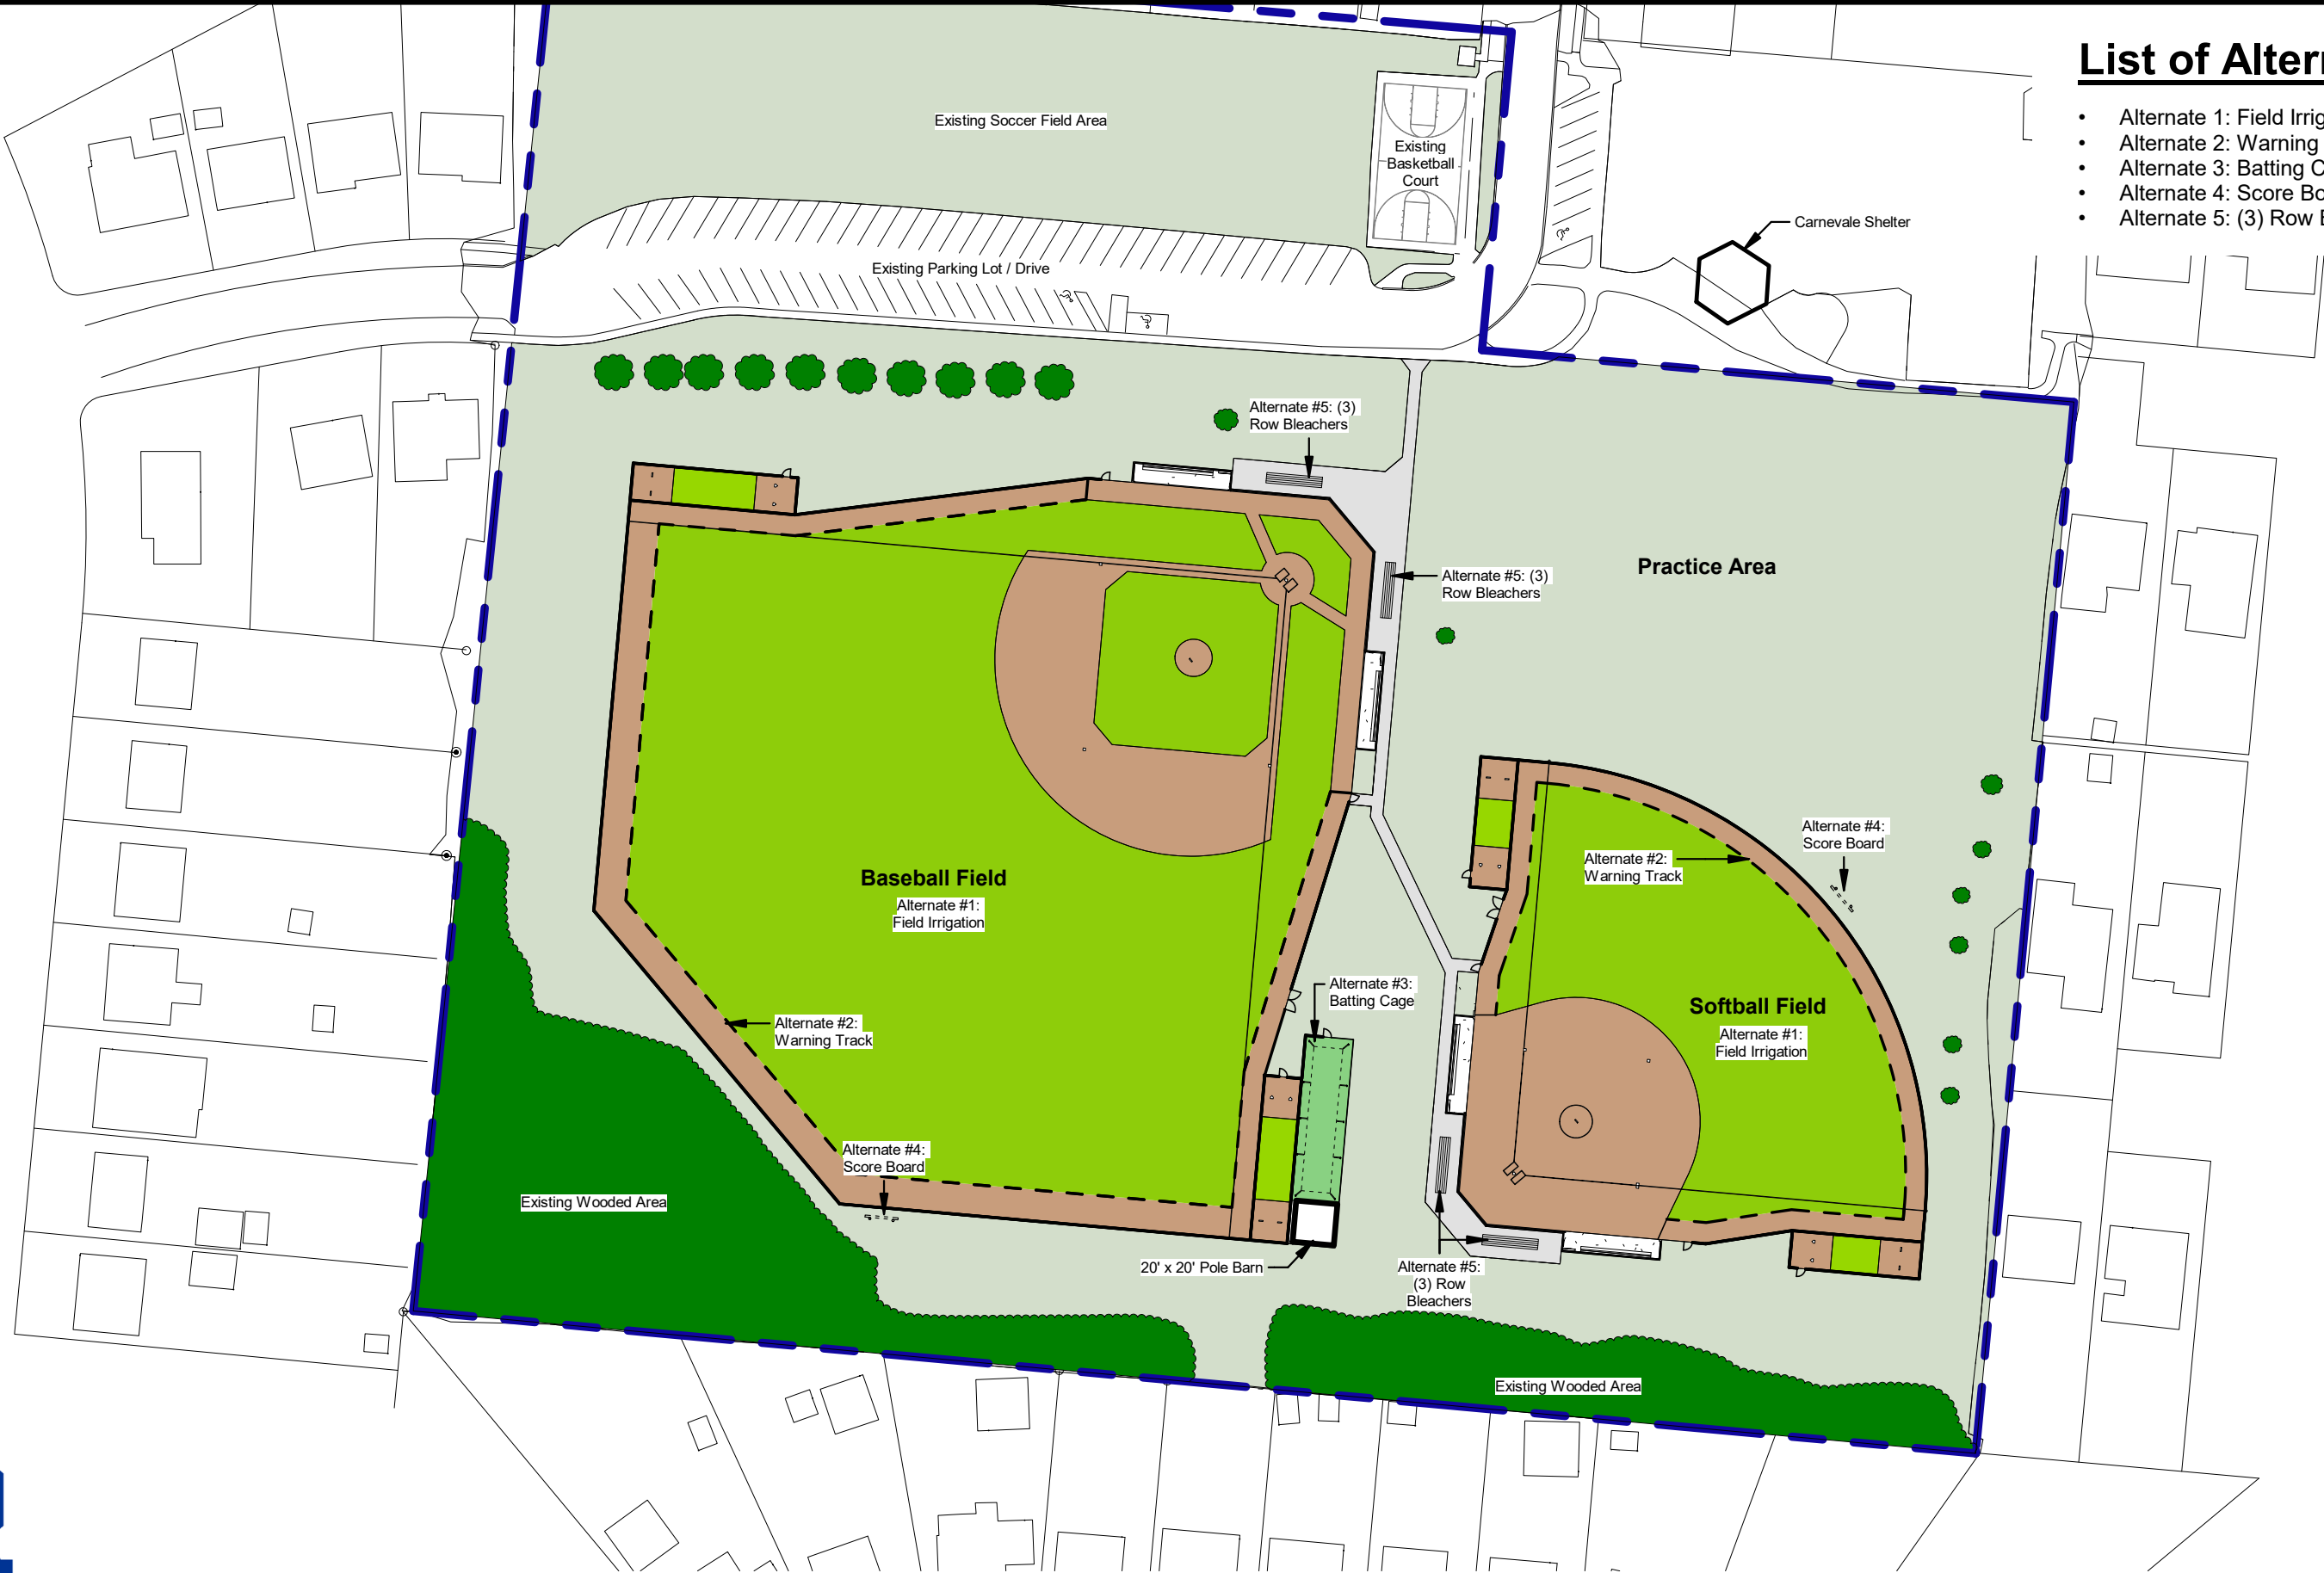 List of
Alternate 1: Field
Alternate 2: Warning
Alternate 3: Batting
Alternate 4: Score
Alternate 5: (3) Row
Existing Soccer Field Area
Existing
Basketball
Court
Carnevale Shelter
Existing Parking Lot / Drive
Alternate #5: (3)
Row Bleachers
Alternate #5: (3)
Row Bleachers
Practice Area
Alternate #4:
Score Board
Alternate #2:
Warning Track
Baseball Field
Alternate #1:
Field Irrigation
Alternate #3:
Batting Cage
Softball Field
Alternate #1:
Field Irrigation
Alternate #2:
Warning Track
Alternate #4:
Score Board
Existing Wooded Area
20' x 20' Pole Barn
Alternate #5:
(3) Row
Bleachers
Existing Wooded Area